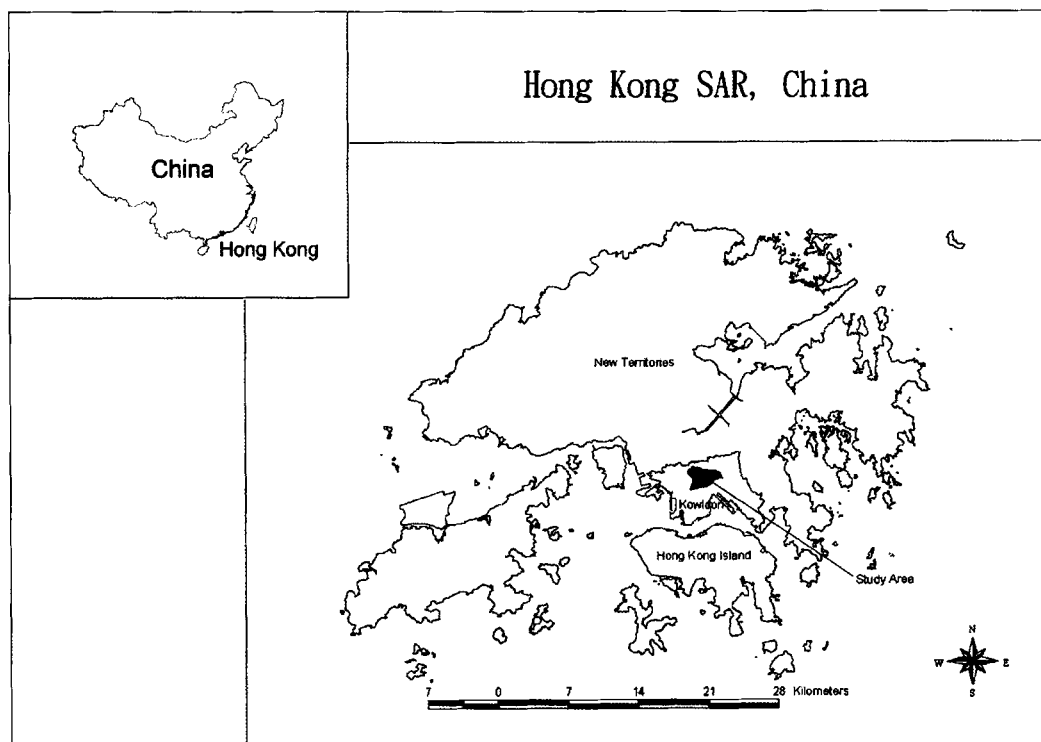 Hong Kong SAR, China
China
Hong Kong
New Territories
Kowloon
Hong Kong Island
Study Area
N
W E
S
7 0 7 14 21 28 Kilometers